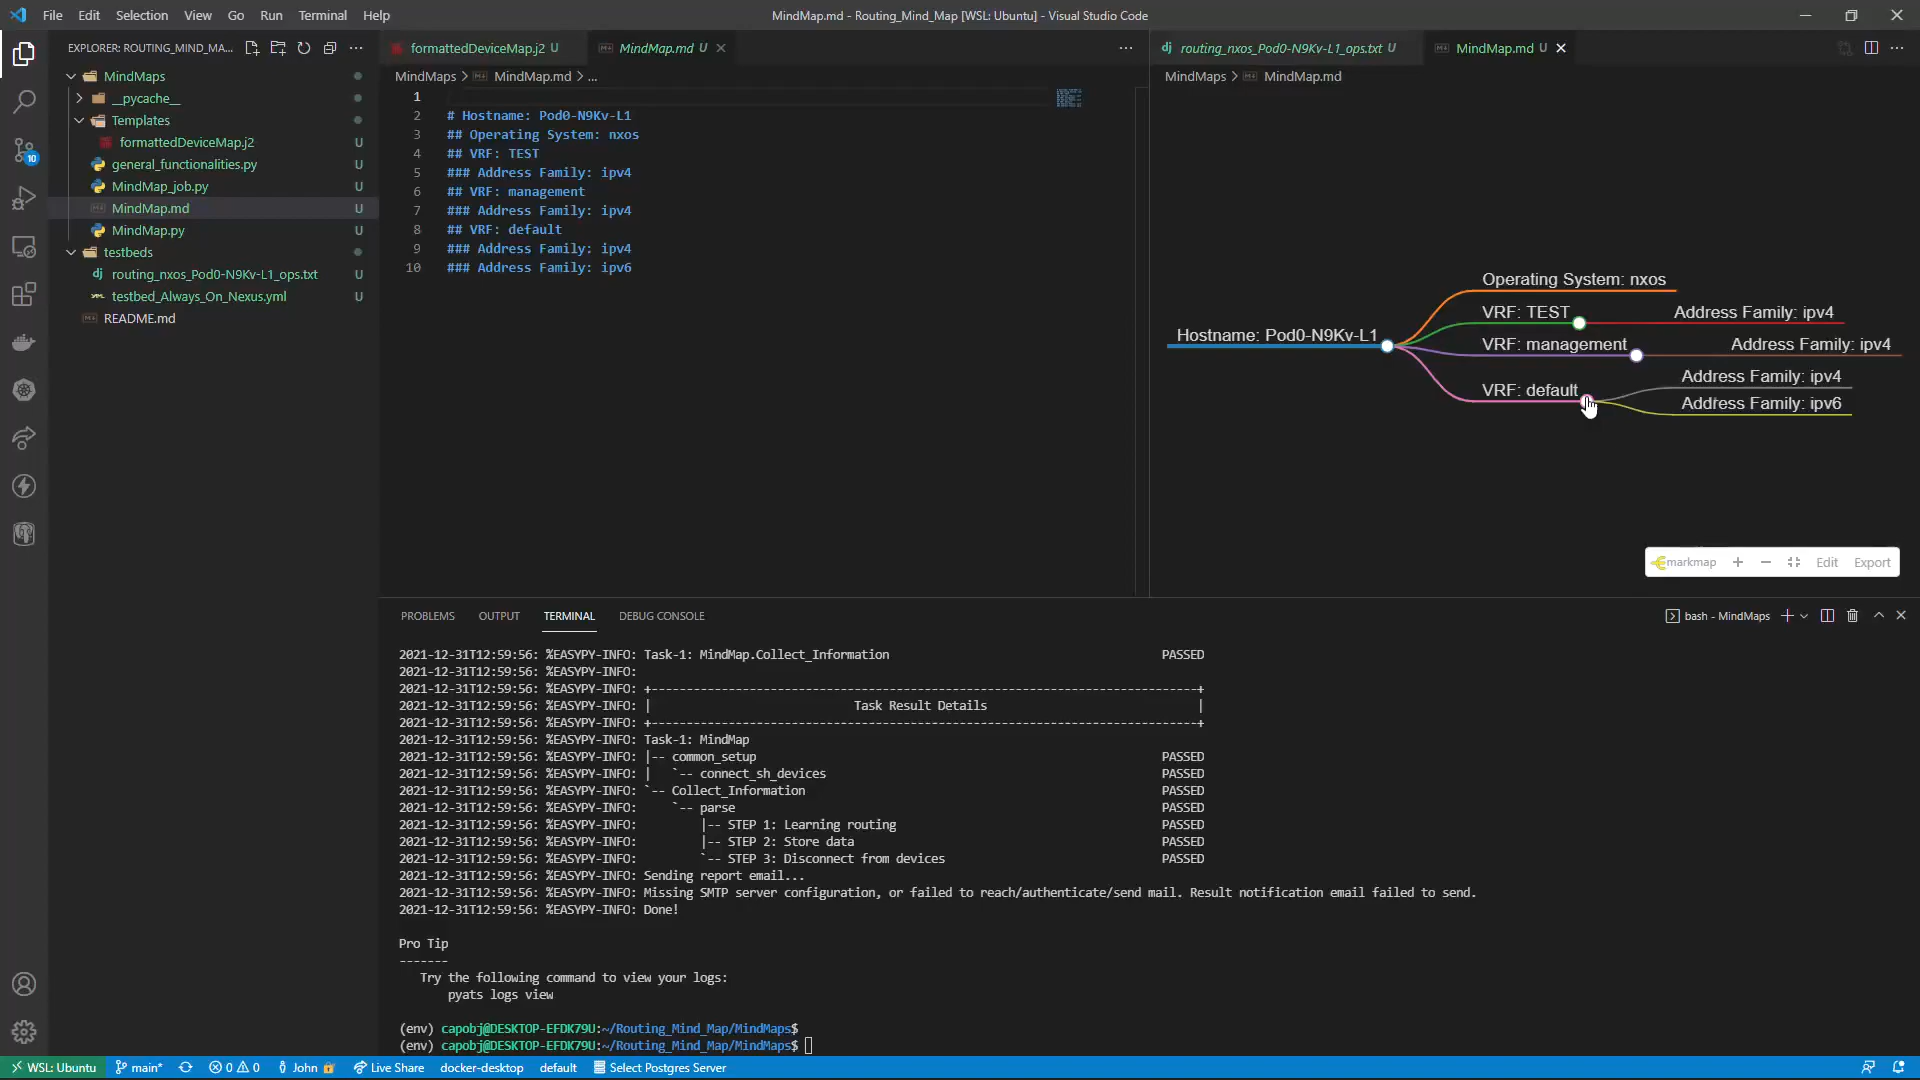 File Edit Selection View Go Run Terminal Help
MindMap.md - Routing_Mind_Map [WSL: Ubuntu] - Visual Studio Code
EXPLORER: ROUTING_MIND_MA...
MindMaps
__pycache__
Templates
formattedDeviceMap.j2 U
general_functionalities.py U
MindMap_job.py U
MindMap.md U
MindMap.py U
testbeds
routing_nxos_Pod0-N9Kv-L1_ops.txt U
testbed_Always_On_Nexus.yml U
README.md
10
formattedDeviceMap.j2 U
MindMap.md U
MindMaps > MindMap.md > ...
1
2 # Hostname: Pod0-N9Kv-L1
3 ## Operating System: nxos
4 ## VRF: TEST
5 ### Address Family: ipv4
6 ## VRF: management
7 ### Address Family: ipv4
8 ## VRF: default
9 ### Address Family: ipv4
10 ### Address Family: ipv6
routing_nxos_Pod0-N9Kv-L1_ops.txt U
MindMap.md U
MindMaps > MindMap.md
Hostname: Pod0-N9Kv-L1
Operating System: nxos
VRF: TEST
Address Family: ipv4
VRF: management
Address Family: ipv4
VRF: default
Address Family: ipv4
Address Family: ipv6
markmap + − Edit Export
PROBLEMS OUTPUT TERMINAL DEBUG CONSOLE
bash - MindMaps
2021-12-31T12:59:56: %EASYPY-INFO: Task-1: MindMap.Collect_Information PASSED
2021-12-31T12:59:56: %EASYPY-INFO:
2021-12-31T12:59:56: %EASYPY-INFO: +------------------------------------------------------------------------------+
2021-12-31T12:59:56: %EASYPY-INFO: | Task Result Details |
2021-12-31T12:59:56: %EASYPY-INFO: +------------------------------------------------------------------------------+
2021-12-31T12:59:56: %EASYPY-INFO: Task-1: MindMap
2021-12-31T12:59:56: %EASYPY-INFO: |-- common_setup PASSED
2021-12-31T12:59:56: %EASYPY-INFO: | `-- connect_sh_devices PASSED
2021-12-31T12:59:56: %EASYPY-INFO: `-- Collect_Information PASSED
2021-12-31T12:59:56: %EASYPY-INFO: `-- parse PASSED
2021-12-31T12:59:56: %EASYPY-INFO: |-- STEP 1: Learning routing PASSED
2021-12-31T12:59:56: %EASYPY-INFO: |-- STEP 2: Store data PASSED
2021-12-31T12:59:56: %EASYPY-INFO: `-- STEP 3: Disconnect from devices PASSED
2021-12-31T12:59:56: %EASYPY-INFO: Sending report email...
2021-12-31T12:59:56: %EASYPY-INFO: Missing SMTP server configuration, or failed to reach/authenticate/send mail. Result notification email failed to send.
2021-12-31T12:59:56: %EASYPY-INFO: Done!
Pro Tip
-------
Try the following command to view your logs:
pyats logs view
(env) capobj@DESKTOP-EFDK79U:~/Routing_Mind_Map/MindMaps$
(env) capobj@DESKTOP-EFDK79U:~/Routing_Mind_Map/MindMaps$
WSL: Ubuntu main* 0 0 John Live Share docker-desktop default Select Postgres Server